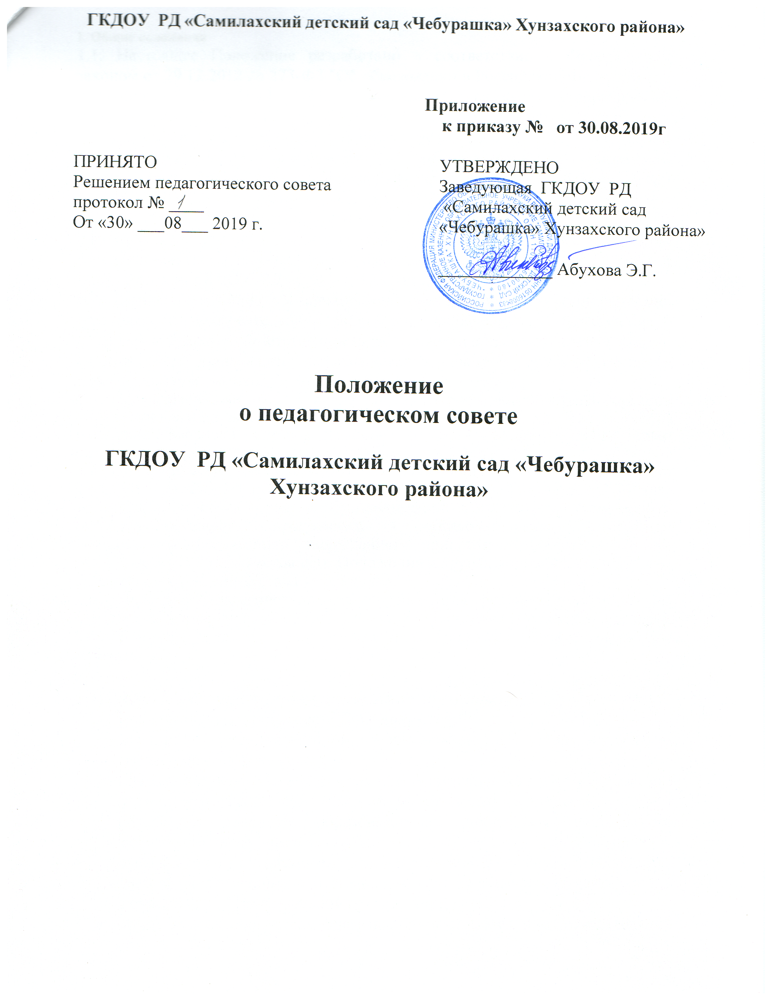 ГКДОУ РД «Самилахский детский сад «Чебурашка» Хунзахского района»
Приложение
к приказу № от 30.08.2019г
ПРИНЯТО
Решением педагогического совета
протокол № 1
От «30» ___08___ 2019 г.
УТВЕРЖДЕНО
Заведующая ГКДОУ РД
«Самилахский детский сад
«Чебурашка» Хунзахского района»
_____________ Абухова Э.Г.
Положение
о педагогическом совете
ГКДОУ РД «Самилахский детский сад «Чебурашка»
Хунзахского района»